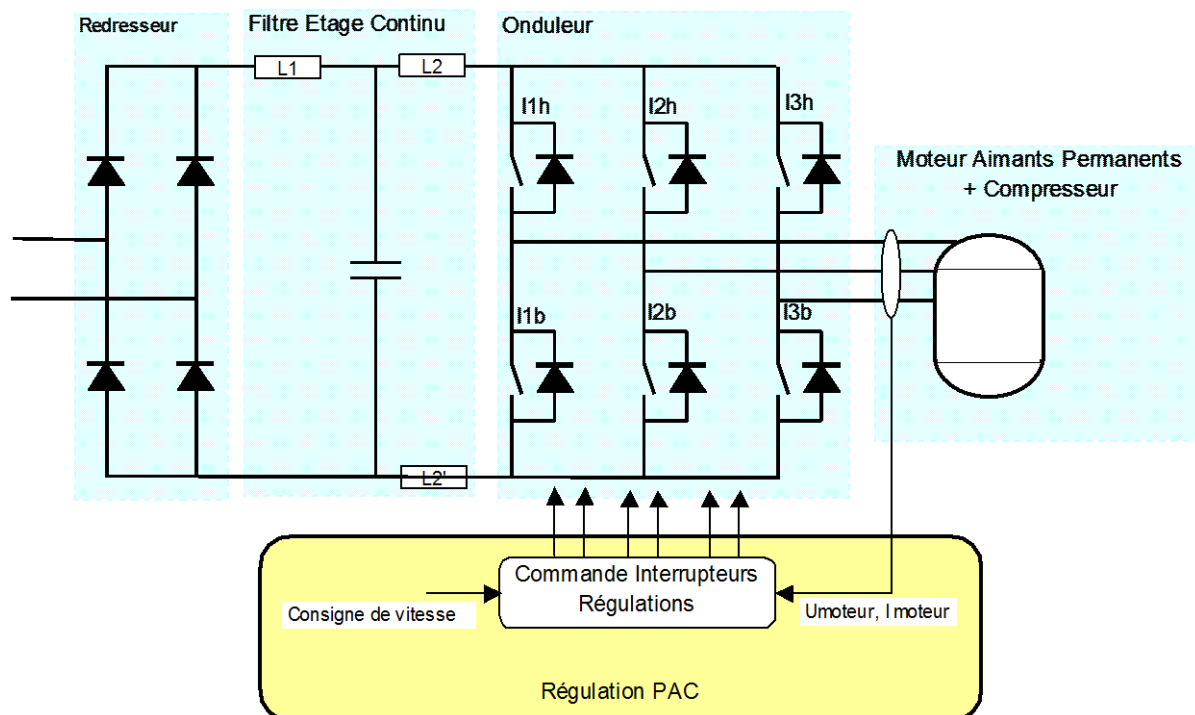 Redresseur
Filtre Etage Continu
Onduleur
L1
L2
I1h
I2h
I3h
Moteur Aimants Permanents
+ Compresseur
I1b
I2b
I3b
L2'
Commande Interrupteurs
Régulations
Consigne de vitesse
Umoteur, I moteur
Régulation PAC